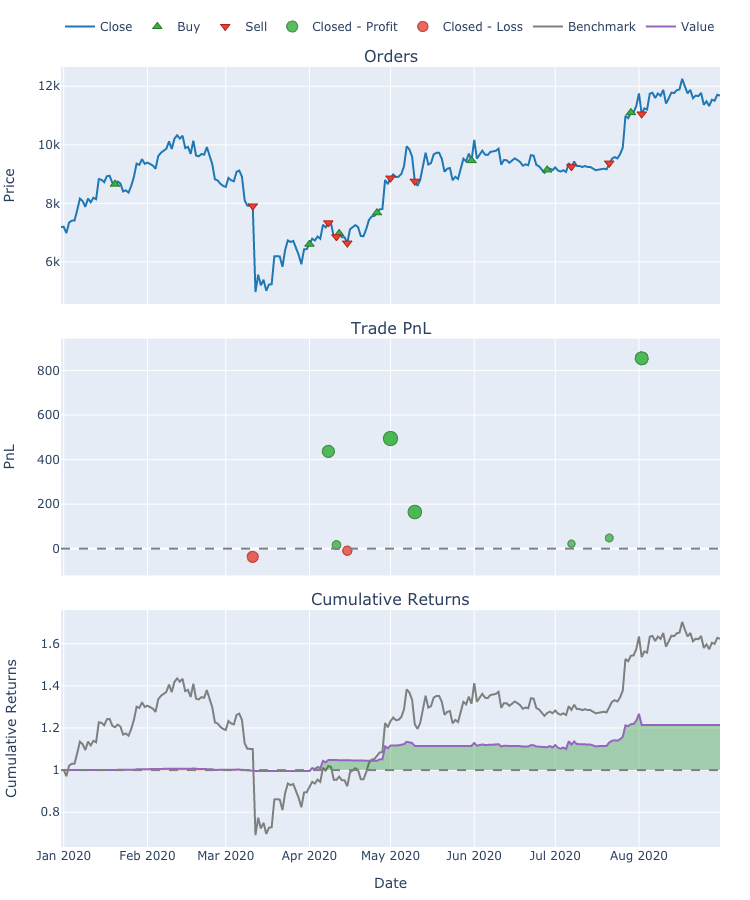 Close Buy Sell Closed - Profit Closed - Loss Benchmark Value
Orders
12k
10k
8k
6k
Price
Trade PnL
800
600
400
200
0
PnL
Cumulative Returns
1.6
1.4
1.2
1
0.8
Cumulative Returns
Jan 2020 Feb 2020 Mar 2020 Apr 2020 May 2020 Jun 2020 Jul 2020 Aug 2020
Date